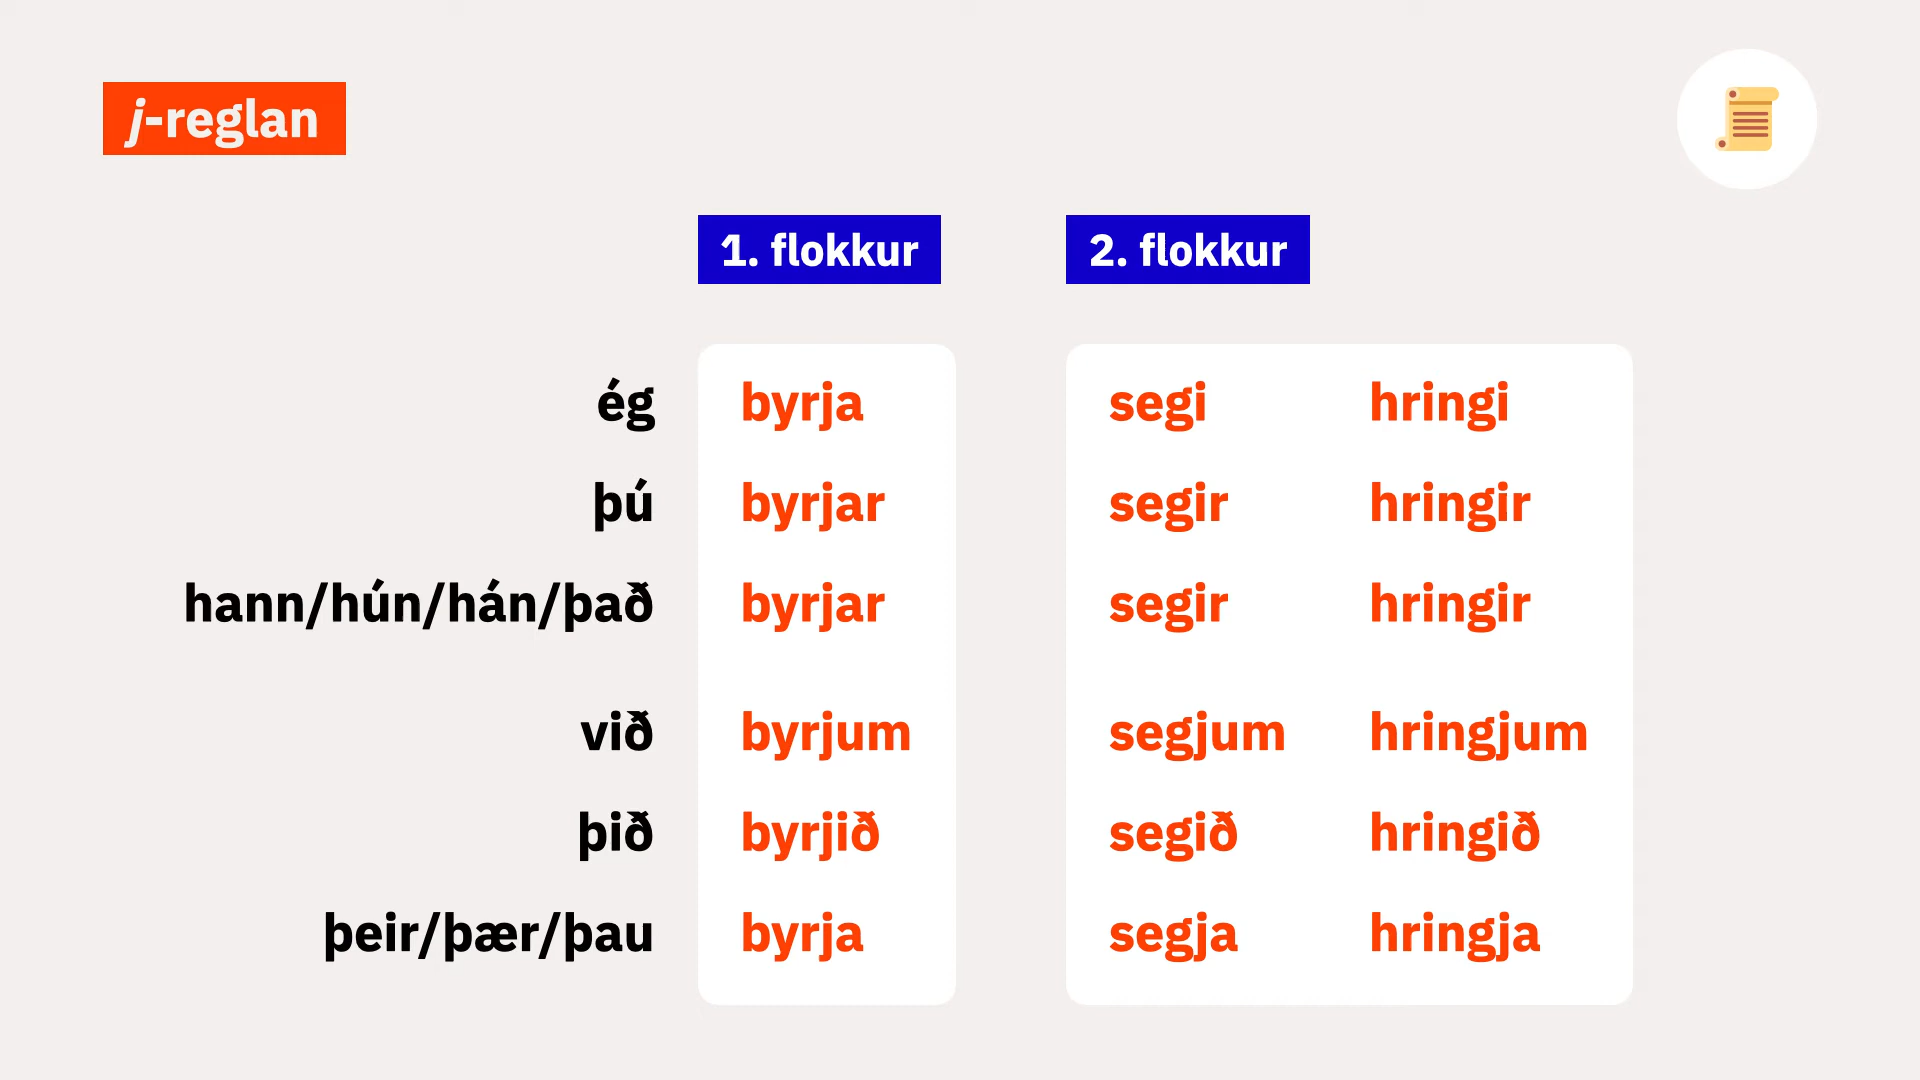 j-reglan
1. flokkur 2. flokkur
ég byrja segi hringi
þú byrjar segir hringir
hann/hún/hán/það byrjar segir hringir
við byrjum segjum hringjum
þið byrjið segið hringið
þeir/þær/þau byrja segja hringja